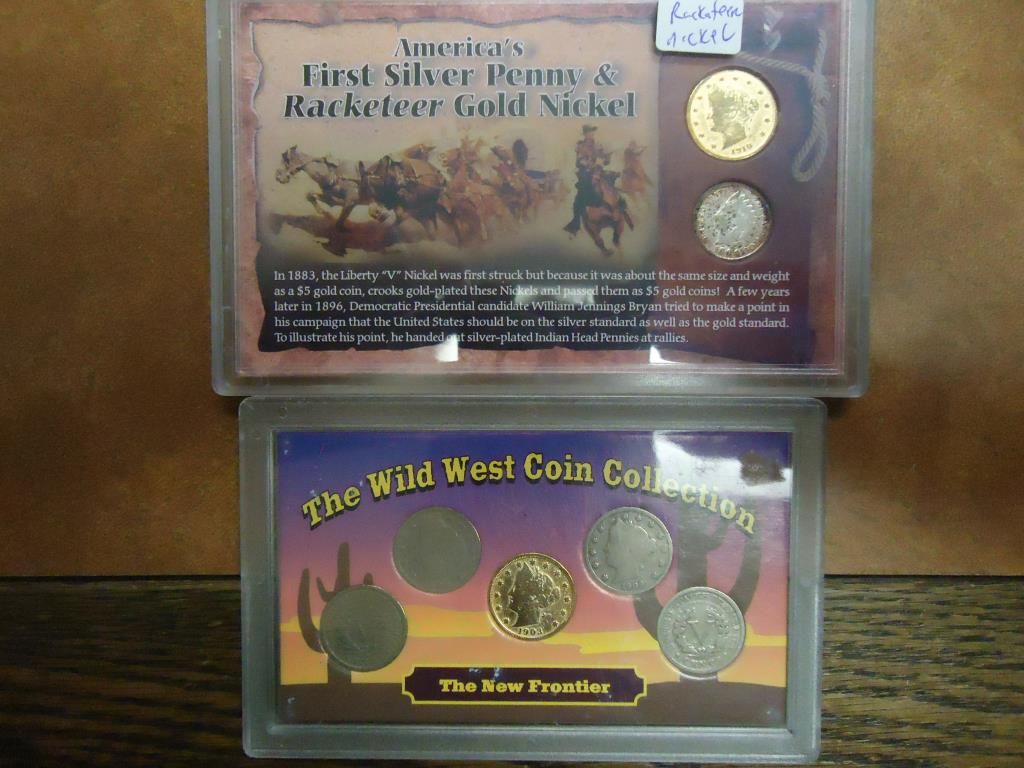 Racketeer
nickel
America's
First Silver Penny &
Racketeer Gold Nickel
1910
In 1883, the Liberty “V” Nickel was first struck but because it was about the same size and weight
as a $5 gold coin, crooks gold-plated these Nickels and passed them as $5 gold coins! A few years
later in 1896, Democratic Presidential candidate William Jennings Bryan tried to make a point in
his campaign that the United States should be on the silver standard as well as the gold standard.
To illustrate his point, he handed out silver-plated Indian Head Pennies at rallies.
The Wild West Coin Collection
1903
V
The New Frontier